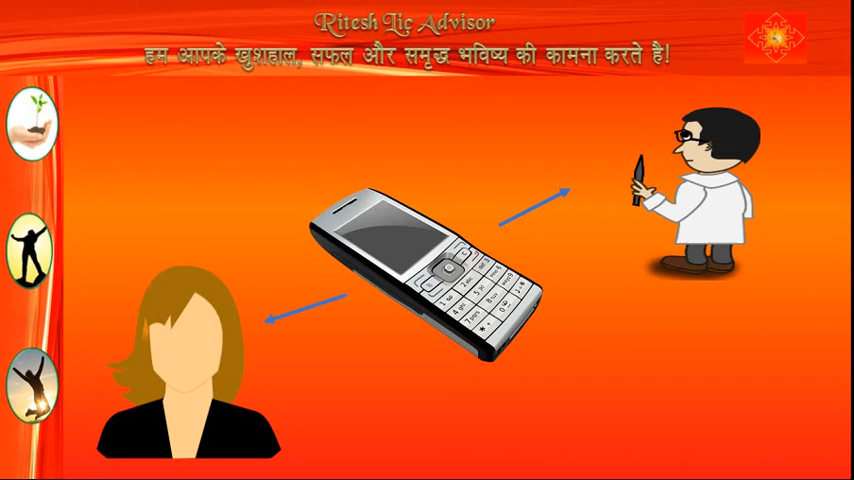 Ritesh Lic Advisor
हम आपके खुशहाल, सफल और समृद्ध भविष्य की कामना करते है!